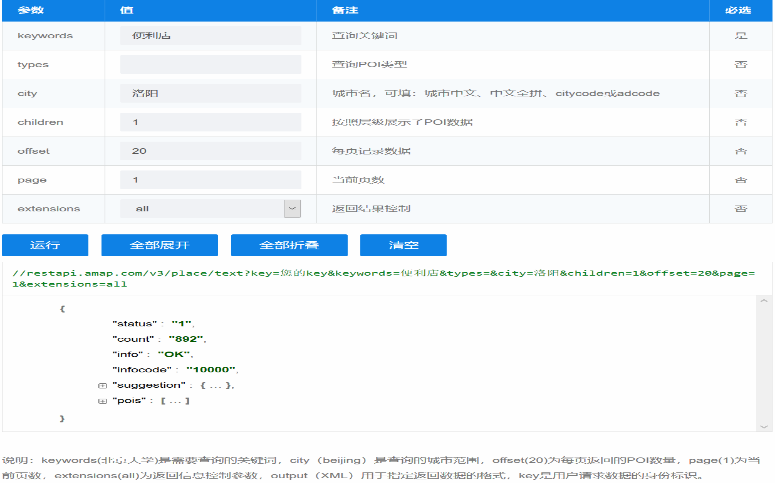 参数 值 备注 必选
keywords 便利店 查询关键词 是
types 查询POI类型 否
city 洛阳 城市名，可填：城市中文、中文全拼、citycode或adcode 否
children 1 按照层级展示子POI数据 否
offset 20 每页记录数据 否
page 1 当前页数 否
extensions all 返回结果控制 否
运行 全部展开 全部折叠 清空
//restapi.amap.com/v3/place/text?key=您的key&keywords=便利店&types=&city=洛阳&children=1&offset=20&page=
1&extensions=all
{
"status" : "1",
"count" : "892",
"info" : "OK",
"infocode" : "10000",
"suggestion" : { ... },
"pois" : [ ... ]
}
说明：keywords(北京大学)是需要查询的关键词，city（beijing）是查询的城市范围，offset(20)为每页返回的POI数量，page(1)为当
前页数，extensions(all)为返回信息控制参数，output（XML）用于指定返回数据的格式，key是用户请求数据的身份标识。